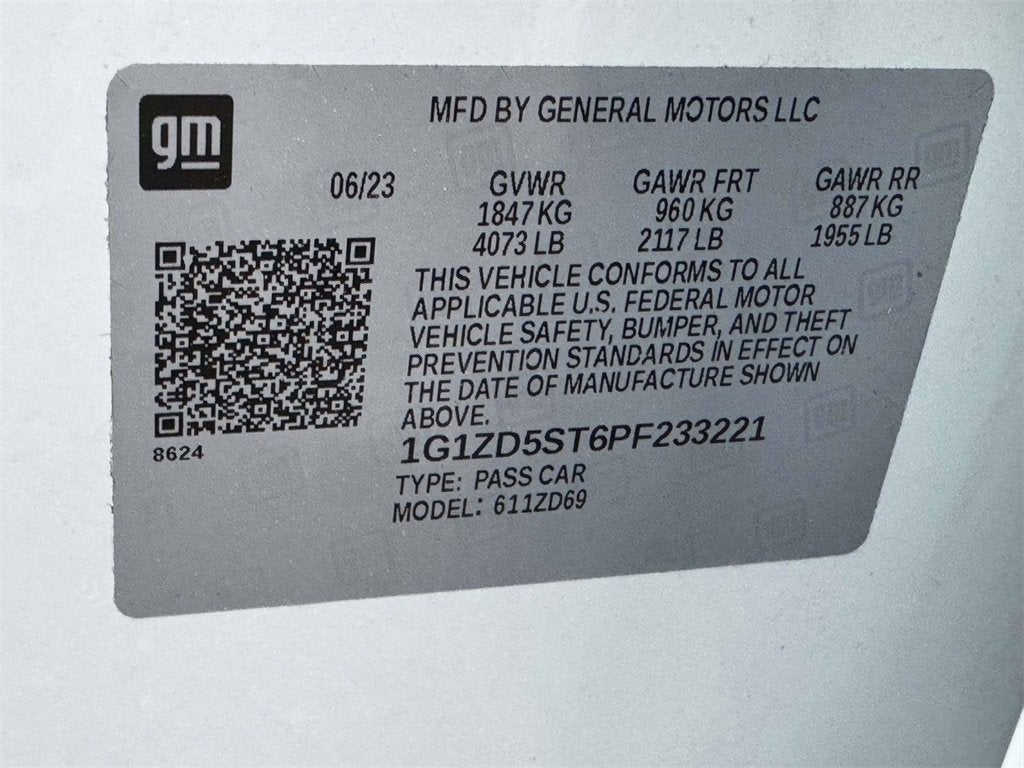 gm
MFD BY GENERAL MOTORS LLC
06/23 GVWR GAWR FRT GAWR RR
1847 KG 960 KG 887 KG
4073 LB 2117 LB 1955 LB
THIS VEHICLE CONFORMS TO ALL
APPLICABLE U.S. FEDERAL MOTOR
VEHICLE SAFETY, BUMPER, AND THEFT
PREVENTION STANDARDS IN EFFECT ON
THE DATE OF MANUFACTURE SHOWN
ABOVE.
8624
1G1ZD5ST6PF233221
TYPE: PASS CAR
MODEL: 611ZD69